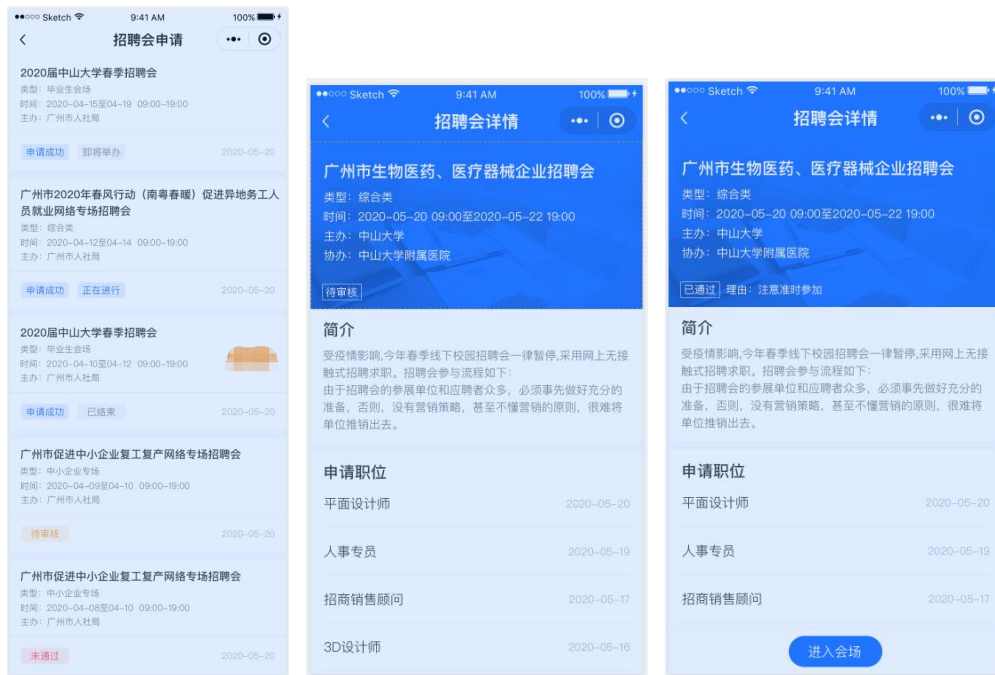 ●●○○○ Sketch 9:41 AM 100%
招聘会申请
2020届中山大学春季招聘会
类型: 毕业生会场
时间: 2020-04-15至04-19 09:00-19:00
主办: 广州市人社局
申请成功 即将举办 2020-05-20
广州市2020年春风行动（南粤春暖）促进异地务工人
员就业网络专场招聘会
类型: 综合类
时间: 2020-04-12至04-14 09:00-19:00
主办: 广州市人社局
申请成功 正在进行 2020-05-20
2020届中山大学春季招聘会
类型: 毕业生会场
时间: 2020-04-10至04-12 09:00-19:00
主办: 广州市人社局
申请成功 已结束 2020-05-20
广州市促进中小企业复工复产网络专场招聘会
类型: 中小企业专场
时间: 2020-04-09至04-10 09:00-19:00
主办: 广州市人社局
待审核 2020-05-20
广州市促进中小企业复工复产网络专场招聘会
类型: 中小企业专场
时间: 2020-04-08至04-10 09:00-19:00
主办: 广州市人社局
未通过 2020-05-20
●●○○○ Sketch 9:41 AM 100%
招聘会详情
广州市生物医药、医疗器械企业招聘会
类型: 综合类
时间: 2020-05-20 09:00至2020-05-22 19:00
主办: 中山大学
协办: 中山大学附属医院
待审核
简介
受疫情影响,今年春季线下校园招聘会一律暂停,采用网上无接
触式招聘求职。招聘会参与流程如下:
由于招聘会的参展单位和应聘者众多，必须事先做好充分的
准备，否则，没有营销策略，甚至不懂营销的原则，很难将
单位推销出去。
申请职位
平面设计师 2020-05-20
人事专员 2020-05-19
招商销售顾问 2020-05-17
3D设计师 2020-05-16
●●○○○ Sketch 9:41 AM 100%
招聘会详情
广州市生物医药、医疗器械企业招聘会
类型: 综合类
时间: 2020-05-20 09:00至2020-05-22 19:00
主办: 中山大学
协办: 中山大学附属医院
已通过 理由: 注意准时参加
简介
受疫情影响,今年春季线下校园招聘会一律暂停,采用网上无接
触式招聘求职。招聘会参与流程如下:
由于招聘会的参展单位和应聘者众多，必须事先做好充分的
准备，否则，没有营销策略，甚至不懂营销的原则，很难将
单位推销出去。
申请职位
平面设计师 2020-05-20
人事专员 2020-05-19
招商销售顾问 2020-05-17
进入会场